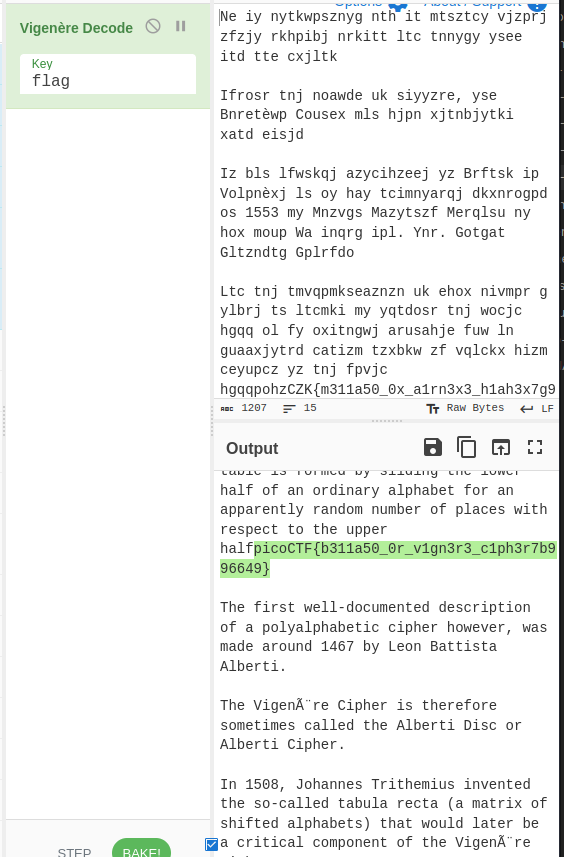 Options
About / Support
Vigenère Decode
Key
flag
Ne iy nytkwpsznyg nth it mtsztcy vjzprj
zfzjy rkhpibj nrkitt ltc tnnygy ysee
itd tte cxjltk
Ifrosr tnj noawde uk siyyzre, yse
Bnretèwp Cousex mls hjpn xjtnbjytki
xatd eisjd
Iz bls lfwskqj azycihzeej yz Brftsk ip
Volpnèxj ls oy hay tcimnyarqj dkxnrogpd
os 1553 my Mnzvgs Mazytszf Merqlsu ny
hox moup Wa inqrg ipl. Ynr. Gotgat
Gltzndtg Gplrfdo
Ltc tnj tmvqpmkseaznzn uk ehox nivmpr g
ylbrj ts ltcmki my yqtdosr tnj wocjc
hgqq ol fy oxitngwj arusahje fuw ln
guaaxjytrd catizm tzxbkw zf vqlckx hizm
ceyupcz yz tnj fpvjc
hgqqpohzCZK{m311a50_0x_a1rn3x3_h1ah3x7g9
ABC 1207
15
Raw Bytes
LF
Output
table is formed by sliding the lower
half of an ordinary alphabet for an
apparently random number of places with
respect to the upper
halfpicoCTF{b311a50_0r_v1gn3r3_c1ph3r7b9
96649}
The first well-documented description
of a polyalphabetic cipher however, was
made around 1467 by Leon Battista
Alberti.
The VigenÃ¨re Cipher is therefore
sometimes called the Alberti Disc or
Alberti Cipher.
In 1508, Johannes Trithemius invented
the so-called tabula recta (a matrix of
shifted alphabets) that would later be
a critical component of the VigenÃ¨re
STEP
BAKE!